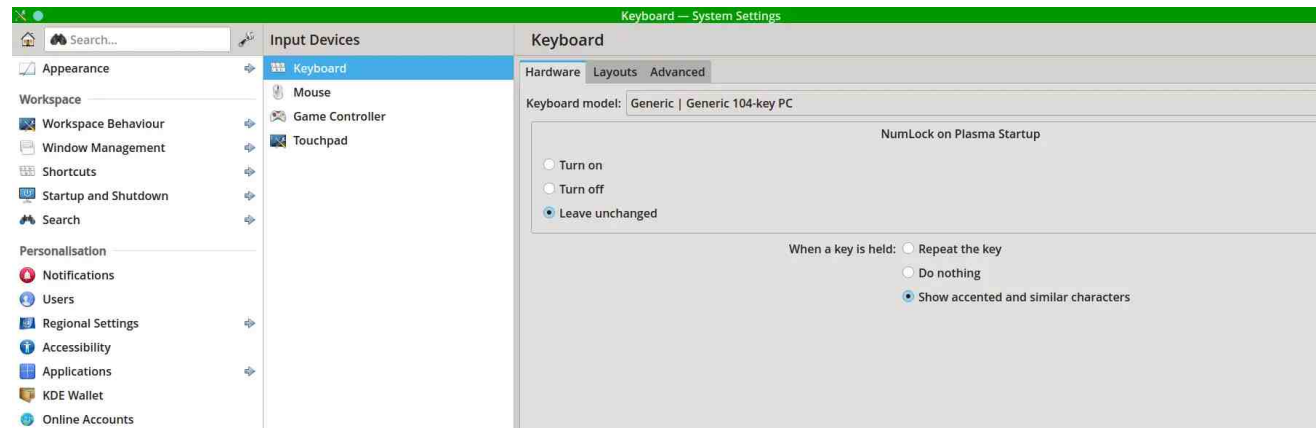 Keyboard — System Settings
Search...
Appearance
Workspace
Workspace Behaviour
Window Management
Shortcuts
Startup and Shutdown
Search
Personalisation
Notifications
Users
Regional Settings
Accessibility
Applications
KDE Wallet
Online Accounts
Input Devices
Keyboard
Mouse
Game Controller
Touchpad
Keyboard
Hardware Layouts Advanced
Keyboard model: Generic | Generic 104-key PC
NumLock on Plasma Startup
Turn on
Turn off
Leave unchanged
When a key is held: Repeat the key
Do nothing
Show accented and similar characters